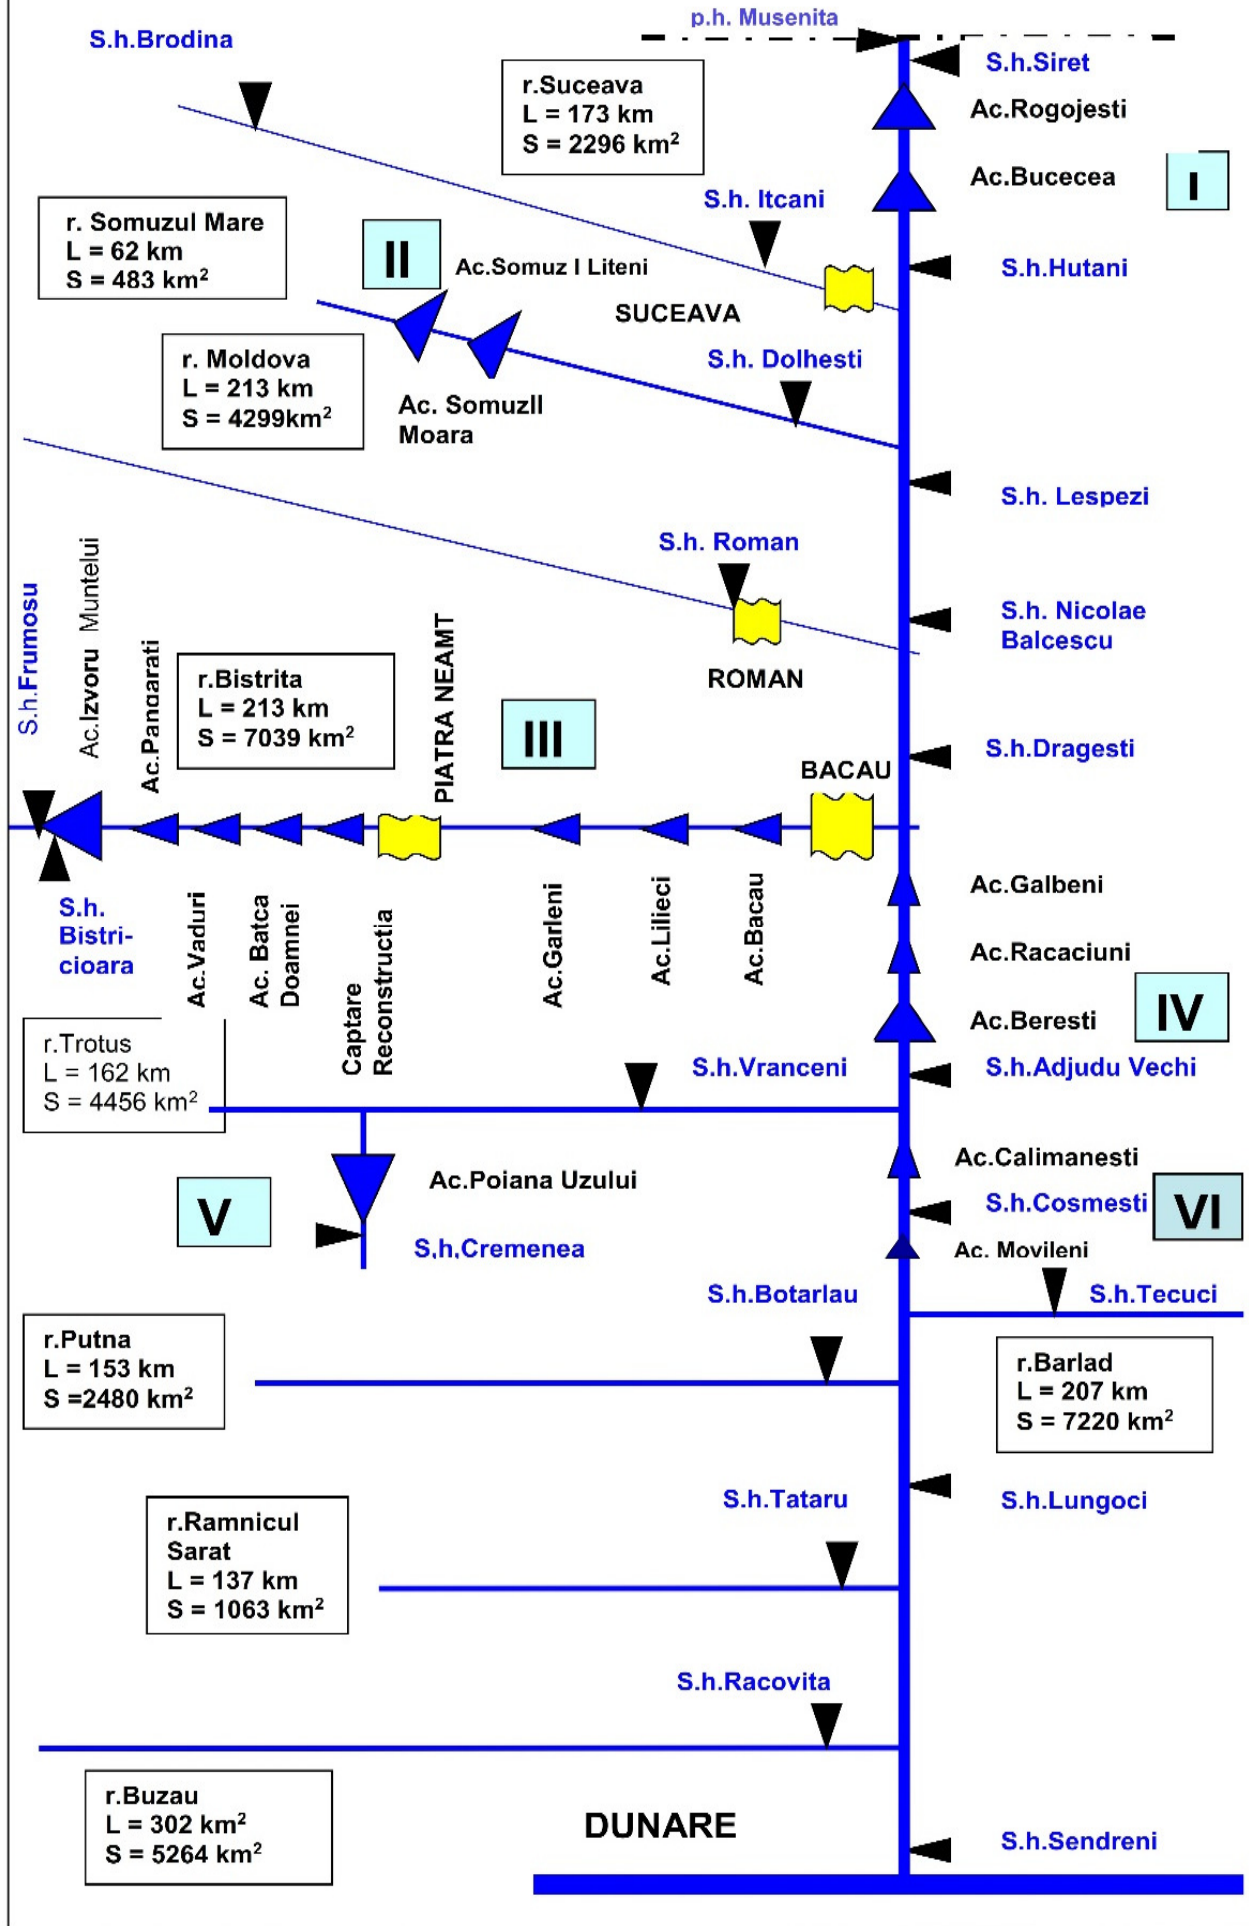 p.h. Musenita
S.h.Brodina
S.h.Siret
r.Suceava
L = 173 km
S = 2296 km²
Ac.Rogojesti
Ac.Bucecea
I
S.h. Itcani
r. Somuzul Mare
L = 62 km
S = 483 km²
II
Ac.Somuz I Liteni
S.h.Hutani
SUCEAVA
r. Moldova
L = 213 km
S = 4299km²
S.h. Dolhesti
Ac. SomuzII
Moara
S.h. Lespezi
S.h. Roman
S.h. Nicolae
Balcescu
ROMAN
S.h.Frumosu
Ac.Izvoru Muntelui
Ac.Pangarati
r.Bistrita
L = 213 km
S = 7039 km²
PIATRA NEAMT
III
S.h.Dragesti
BACAU
S.h.
Bistri-
cioara
Ac.Vaduri
Ac. Batca
Doamnei
Captare
Reconstructia
Ac.Garleni
Ac.Lilieci
Ac.Bacau
Ac.Galbeni
Ac.Racaciuni
Ac.Beresti
IV
r.Trotus
L = 162 km
S = 4456 km²
S.h.Vranceni
S.h.Adjudu Vechi
Ac.Poiana Uzului
Ac.Calimanesti
V
S.h.Cosmesti
VI
S.h.Cremenea
Ac. Movileni
S.h.Botarlau
S.h.Tecuci
r.Putna
L = 153 km
S =2480 km²
r.Barlad
L = 207 km
S = 7220 km²
S.h.Tataru
S.h.Lungoci
r.Ramnicul
Sarat
L = 137 km
S = 1063 km²
S.h.Racovita
r.Buzau
L = 302 km²
S = 5264 km²
DUNARE
S.h.Sendreni